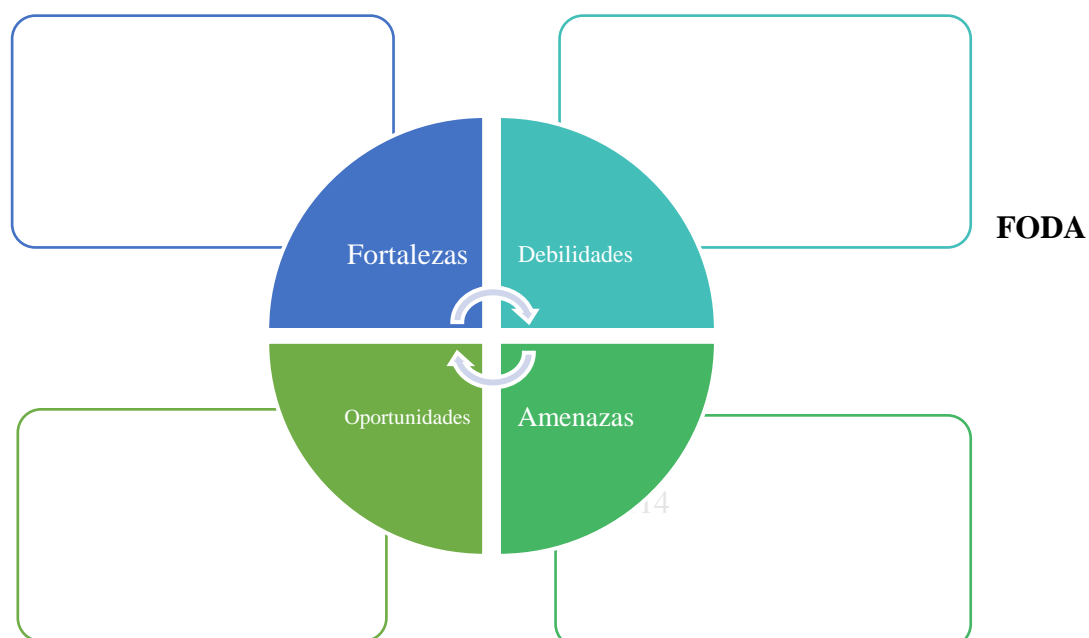 FODA
Fortalezas
Debilidades
Oportunidades
Amenazas
14